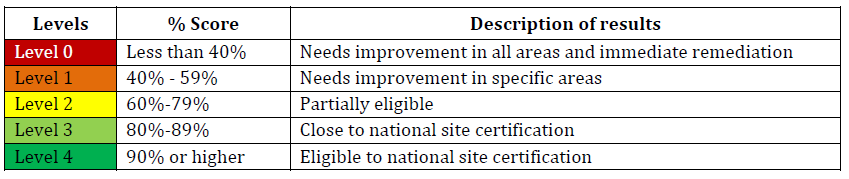 Levels % Score Description of results
Level 0 Less than 40% Needs improvement in all areas and immediate remediation
Level 1 40% - 59% Needs improvement in specific areas
Level 2 60%-79% Partially eligible
Level 3 80%-89% Close to national site certification
Level 4 90% or higher Eligible to national site certification